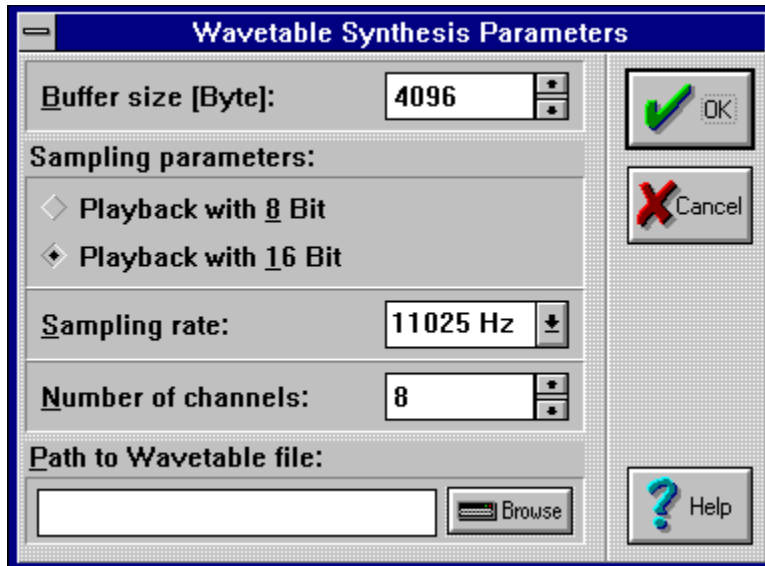 Wavetable Synthesis Parameters
Buffer size [Byte]: 4096
OK
Sampling parameters:
Playback with 8 Bit
Cancel
Playback with 16 Bit
Sampling rate: 11025 Hz
Number of channels: 8
Path to Wavetable file:
Browse
Help